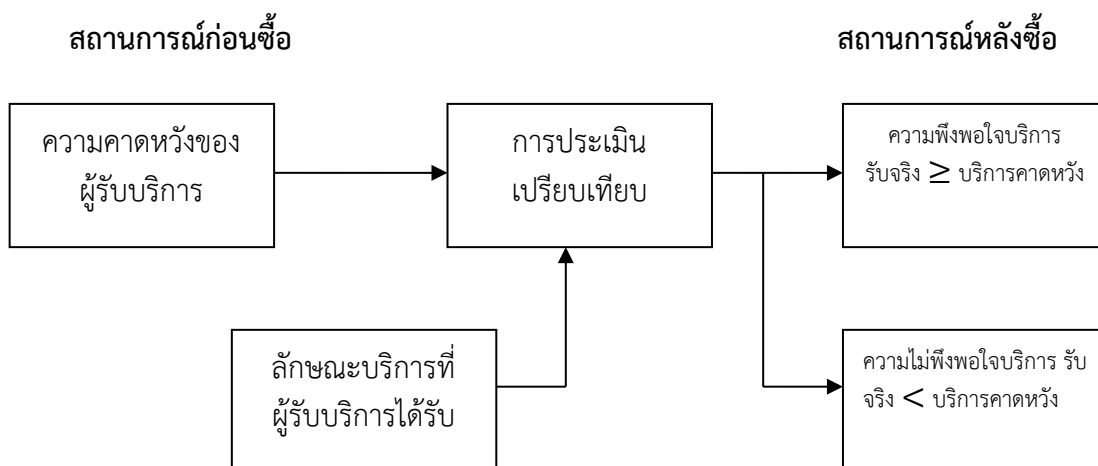 สถานการณ์ก่อนซื้อ
สถานการณ์หลังซื้อ
ความคาดหวังของ
ผู้รับบริการ
การประเมิน
เปรียบเทียบ
ความพึงพอใจบริการ
รับจริง ≥ บริการคาดหวัง
ลักษณะบริการที่
ผู้รับบริการได้รับ
ความไม่พึงพอใจบริการ รับ
จริง < บริการคาดหวัง